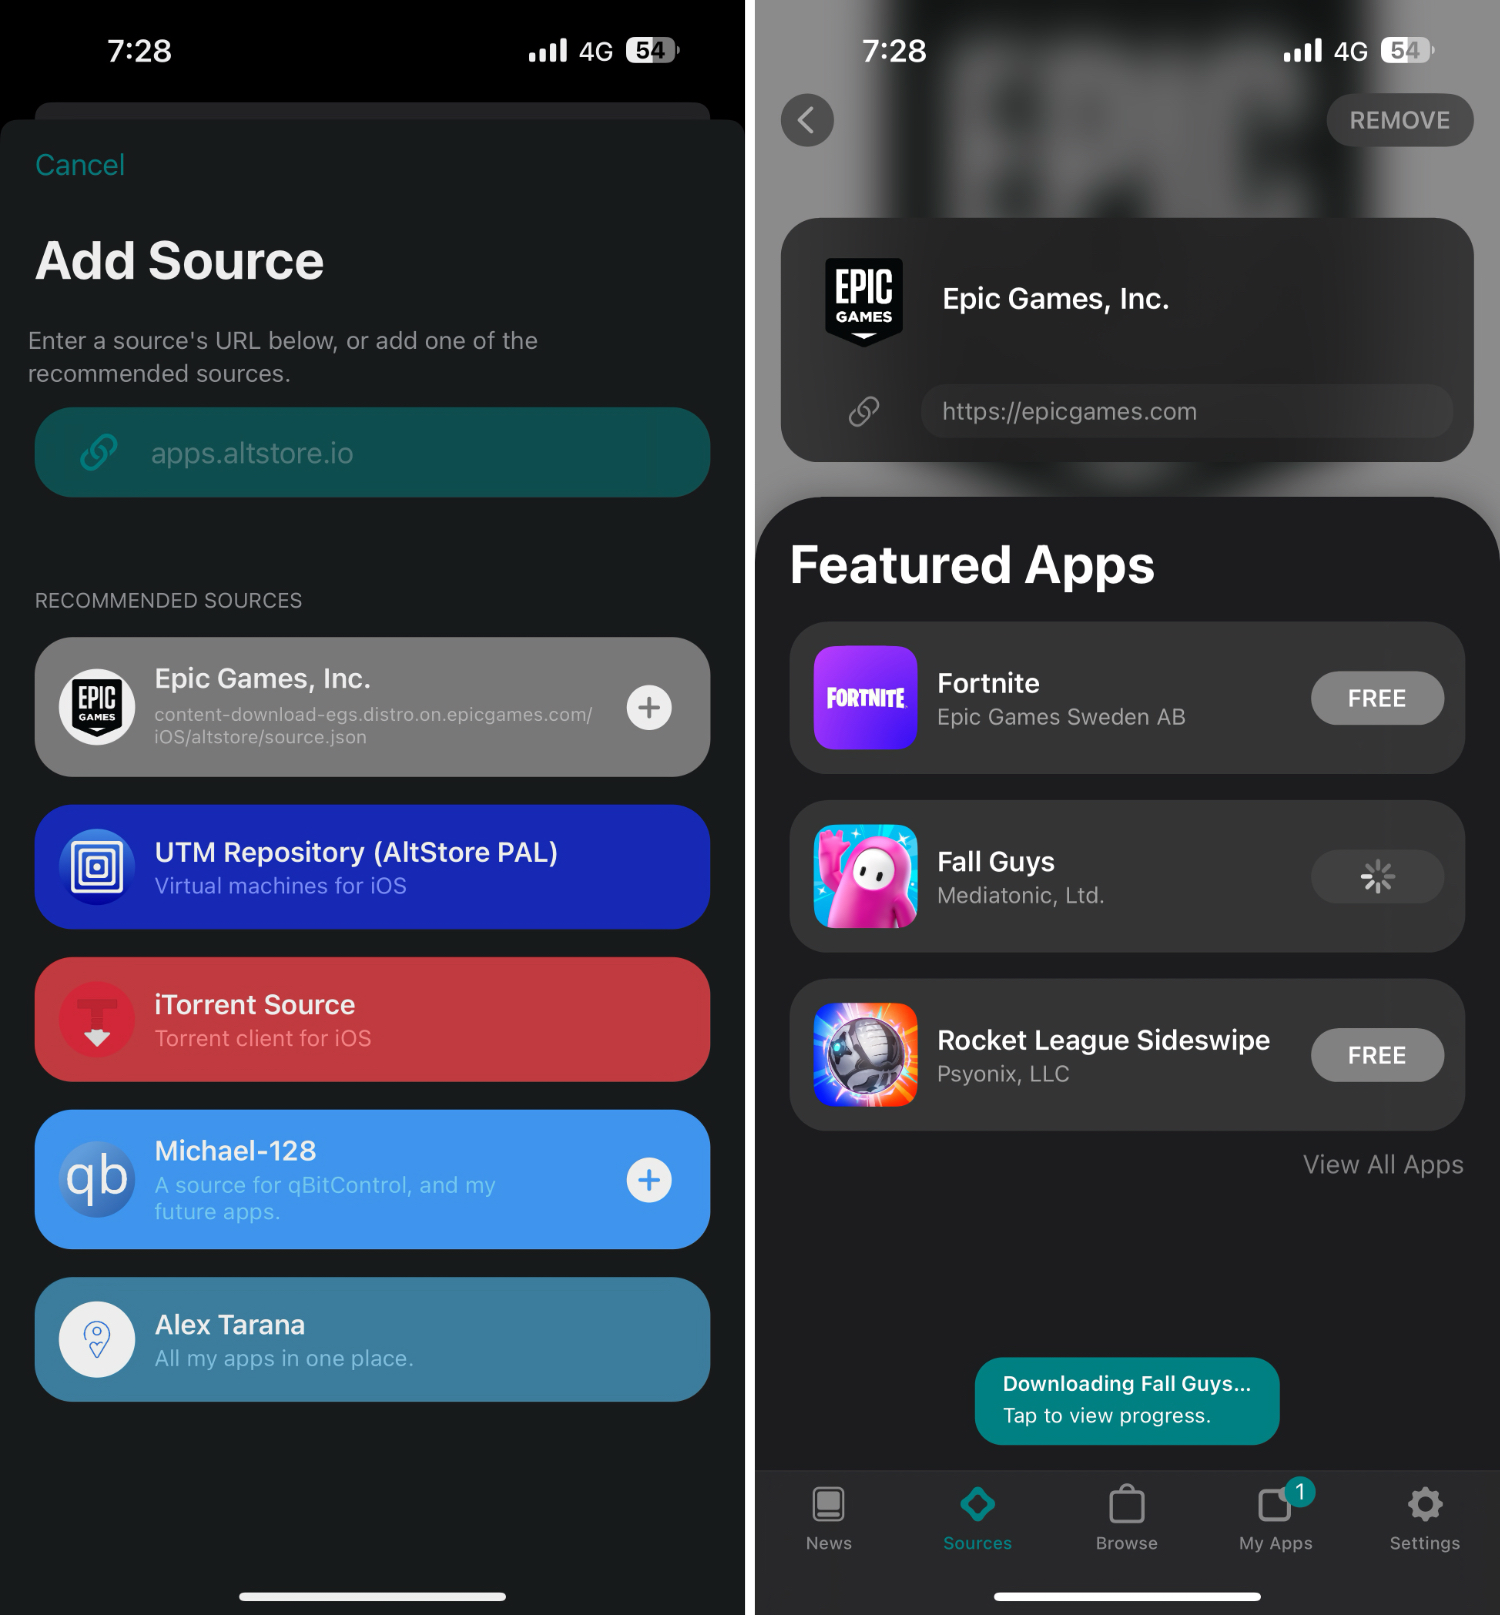 7:28
4G
54
Cancel
Add Source
Enter a source's URL below, or add one of the
recommended sources.
apps.altstore.io
RECOMMENDED SOURCES
EPIC
GAMES
Epic Games, Inc.
content-download-egs.distro.on.epicgames.com/
iOS/altstore/source.json
UTM Repository (AltStore PAL)
Virtual machines for iOS
T
iTorrent Source
Torrent client for iOS
qb
Michael-128
A source for qBitControl, and my
future apps.
Alex Tarana
All my apps in one place.
7:28
4G
54
REMOVE
EPIC
GAMES
Epic Games, Inc.
https://epicgames.com
Featured Apps
FORTNITE
Fortnite
Epic Games Sweden AB
FREE
Fall Guys
Mediatonic, Ltd.
Rocket League Sideswipe
Psyonix, LLC
FREE
View All Apps
Downloading Fall Guys...
Tap to view progress.
News
Sources
Browse
1
My Apps
Settings